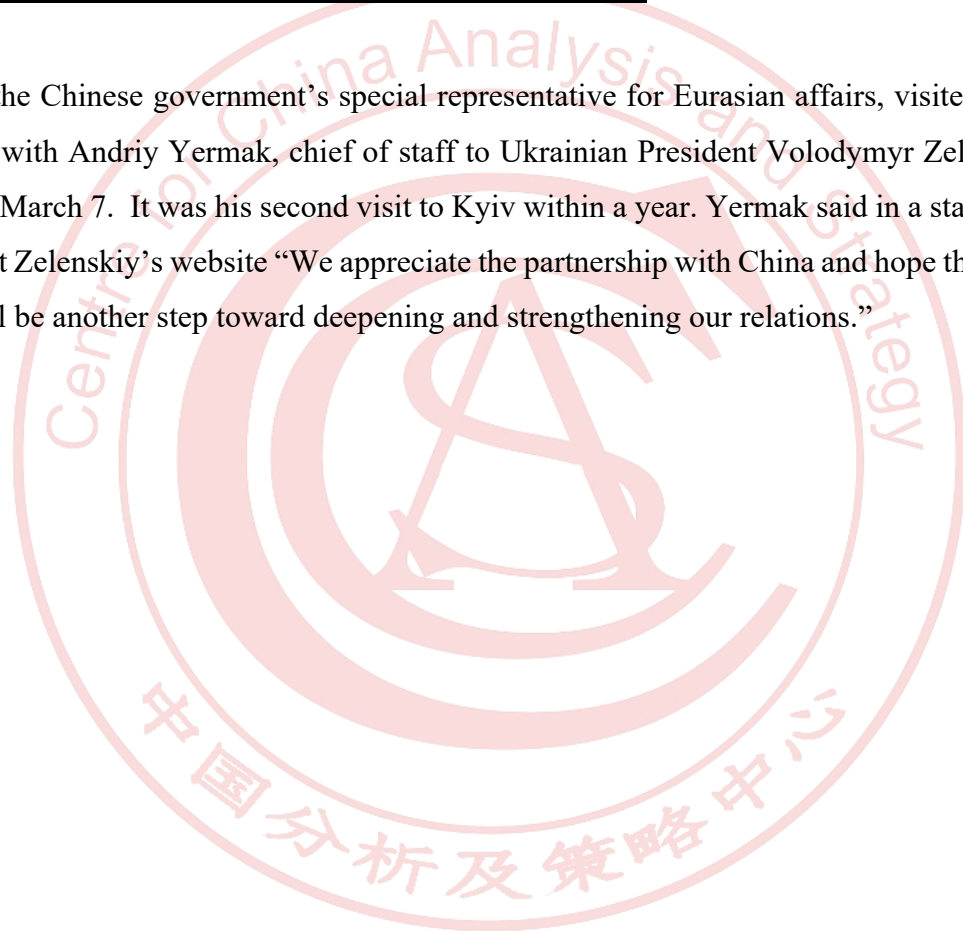 the Chinese government’s special representative for Eurasian affairs, visite
with Andriy Yermak, chief of staff to Ukrainian President Volodymyr Zel
March 7. It was his second visit to Kyiv within a year. Yermak said in a sta
t Zelenskiy’s website “We appreciate the partnership with China and hope th
l be another step toward deepening and strengthening our relations.”
Centre for China Analysis and Strategy
CCAS
中国分析及策略中心